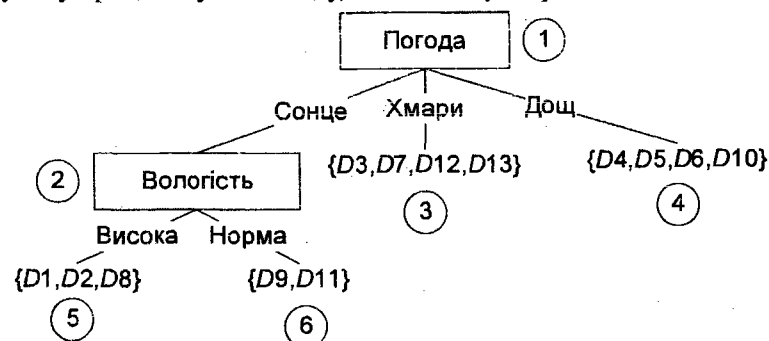 Погода 1
Сонце Хмари Дощ
2 Вологість {D3,D7,D12,D13} {D4,D5,D6,D10}
3 4
Висока Норма
{D1,D2,D8} {D9,D11}
5 6